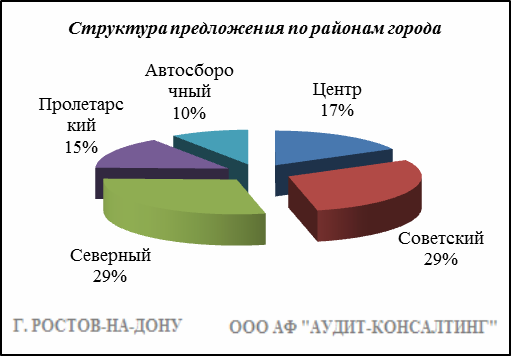 Структура предложения по районам города
Автосборо
чный
10%
Центр
17%
Пролетарс
кий
15%
Советский
29%
Северный
29%
Г. РОСТОВ-НА-ДОНУ
ООО АФ "АУДИТ-КОНСАЛТИНГ"